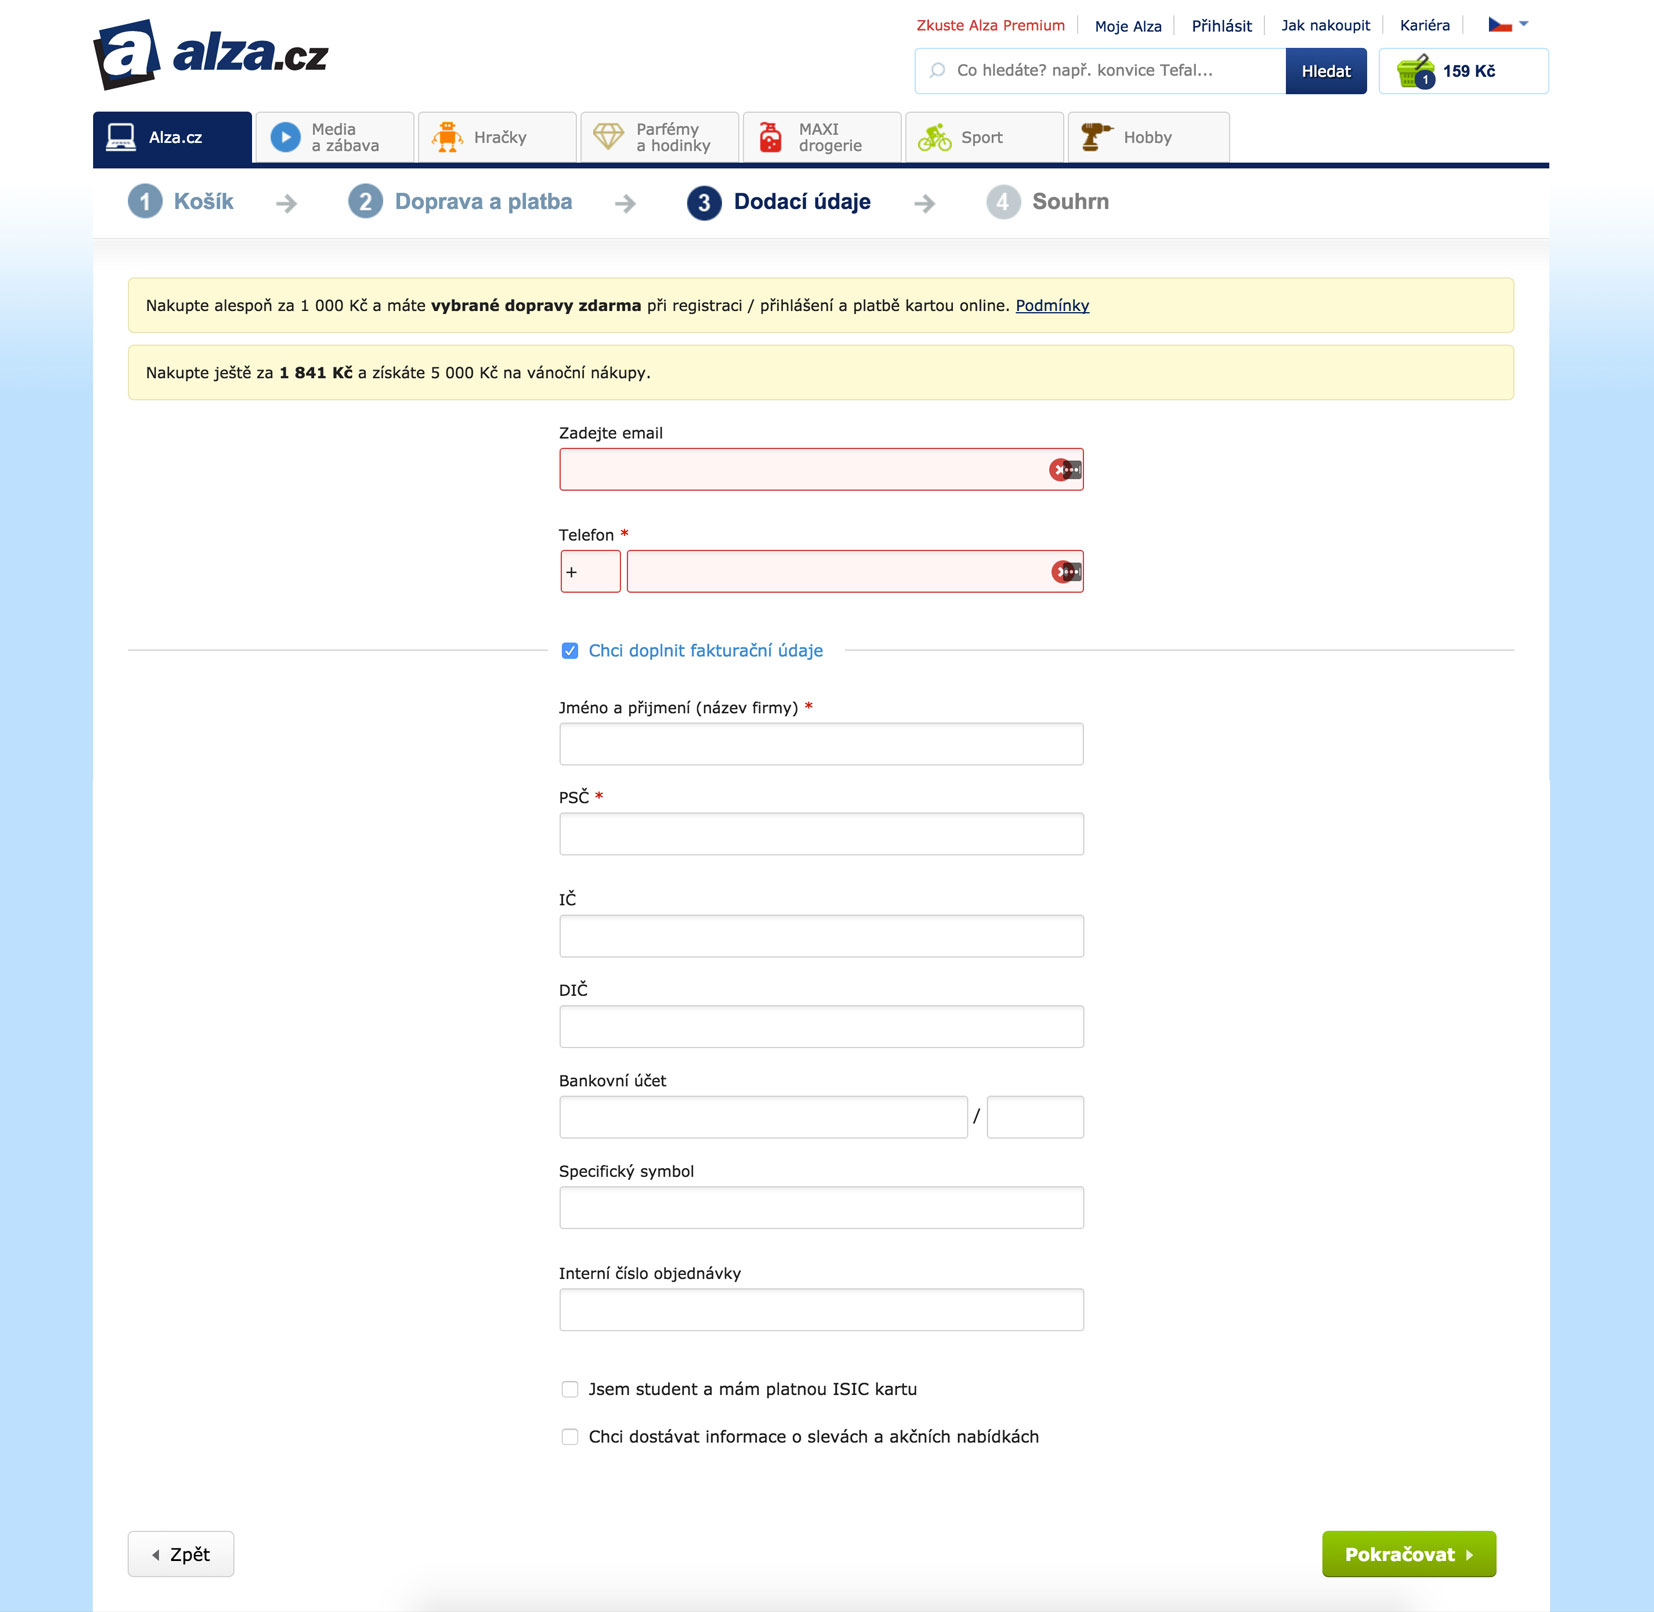 Zkuste Alza Premium
Moje Alza
Přihlásit
Jak nakoupit
Kariéra
alza.cz
Co hledáte? např. konvice Tefal...
Hledat
1
159 Kč
Alza.cz
Media
a zábava
Hračky
Parfémy
a hodinky
MAXI
drogerie
Sport
Hobby
1 Košík
2 Doprava a platba
3 Dodací údaje
4 Souhrn
Nakupte alespoň za 1 000 Kč a máte vybrané dopravy zdarma při registraci / přihlášení a platbě kartou online. Podmínky
Nakupte ještě za 1 841 Kč a získáte 5 000 Kč na vánoční nákupy.
Zadejte email
Telefon *
+
Chci doplnit fakturační údaje
Jméno a přijmení (název firmy) *
PSČ *
IČ
DIČ
Bankovní účet
/
Specifický symbol
Interní číslo objednávky
Jsem student a mám platnou ISIC kartu
Chci dostávat informace o slevách a akčních nabídkách
Zpět
Pokračovat